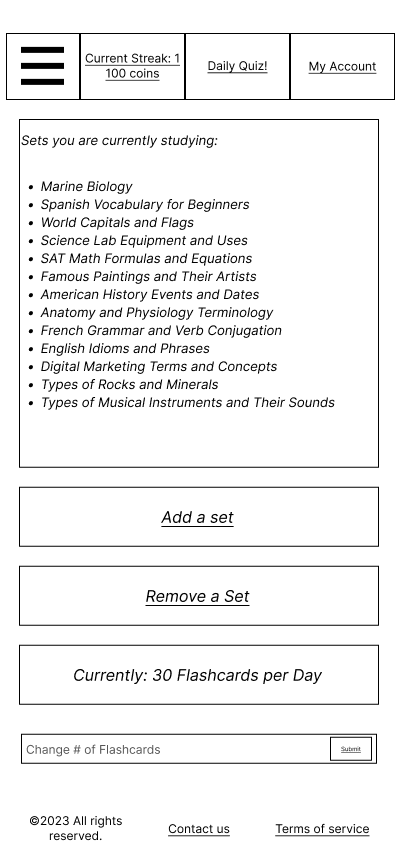 Current Streak: 1
100 coins
Daily Quiz!
My Account
Sets you are currently studying:
• Marine Biology
• Spanish Vocabulary for Beginners
• World Capitals and Flags
• Science Lab Equipment and Uses
• SAT Math Formulas and Equations
• Famous Paintings and Their Artists
• American History Events and Dates
• Anatomy and Physiology Terminology
• French Grammar and Verb Conjugation
• English Idioms and Phrases
• Digital Marketing Terms and Concepts
• Types of Rocks and Minerals
• Types of Musical Instruments and Their Sounds
Add a set
Remove a Set
Currently: 30 Flashcards per Day
Change # of Flashcards
Submit
©2023 All rights
reserved.
Contact us
Terms of service